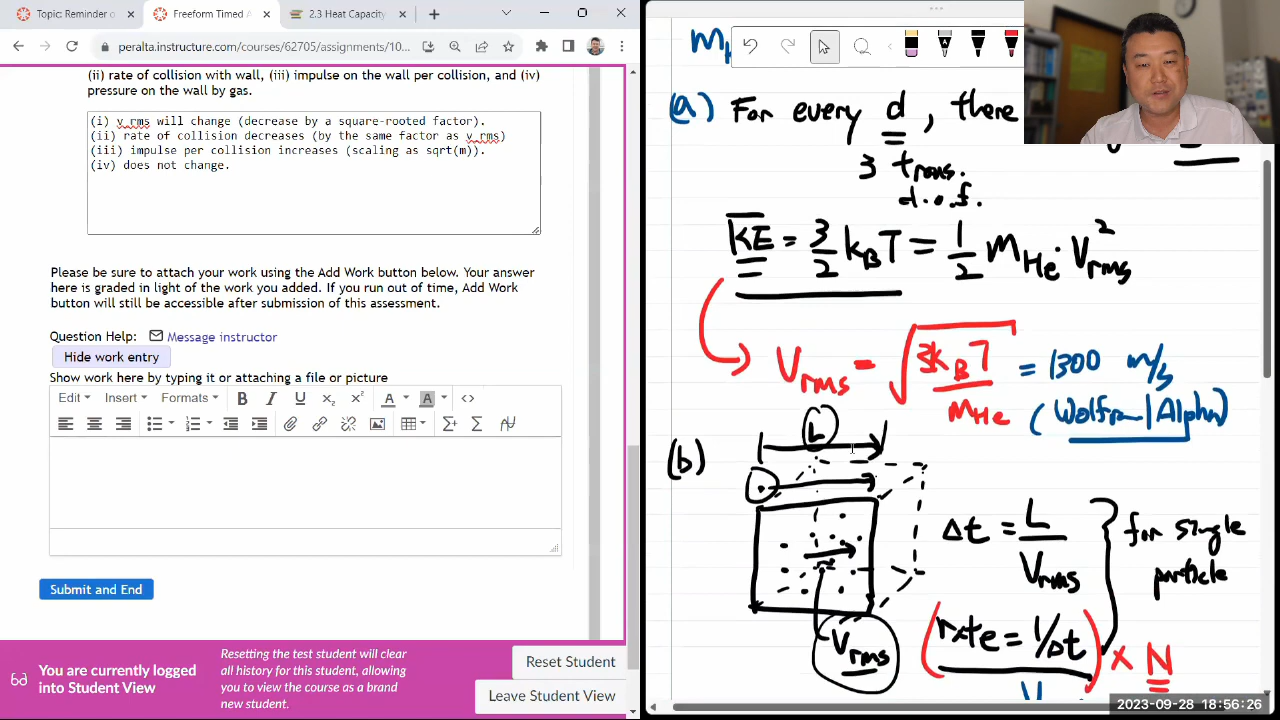 Topic Reminder o
Freeform Timed A
2.3 Heat Capacit
peralta.instructure.com/courses/
assignments/10...
(ii) rate of collision with wall, (iii) impulse on the wall per collision, and (iv)
pressure on the wall by gas.
(i) v_rms will change (decrease by a square-rooted factor).
(ii) rate of collision decreases (by the same factor as v_rms)
(iii) impulse per collision increases (scaling as sqrt(m)).
(iv) does not change.
Please be sure to attach your work using the Add Work button below. Your answer
here is graded in light of the work you added. If you run out of time, Add Work
button will still be accessible after submission of this assessment.
Question Help: Message instructor
Hide work entry
Show work here by typing it or attaching a file or picture
Edit Insert Formats B I U x₂ x² A A <>
Submit and End
You are currently logged
into Student View
Resetting the test student will clear
all history for this student, allowing
you to view the course as a brand
new student.
Reset Student
Leave Student View
(a) For every d, there
3 trans.
d.o.f.
KE = 3/2 k_B T = 1/2 m_He · V_rms²
V_rms = √(3k_B T / m_He) = 1300 m/s
(Wolfram|Alpha)
(b)
L
Δt = L / V_rms
for single
particle
V_rms
(rate = 1/Δt) × N
2023-09-28 18:56:26